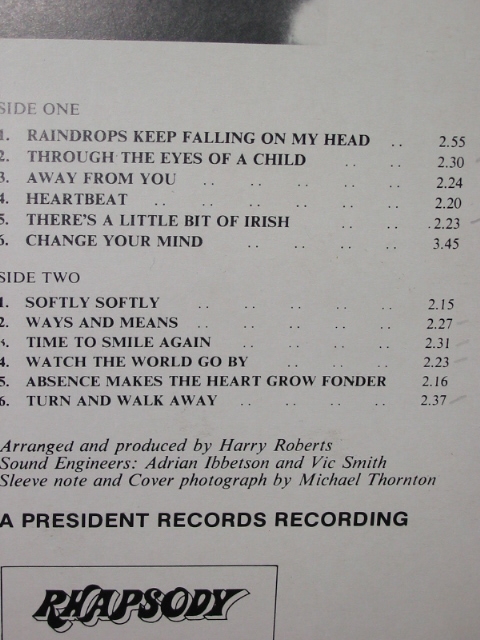 SIDE ONE
1. RAINDROPS KEEP FALLING ON MY HEAD .. 2.55
2. THROUGH THE EYES OF A CHILD .. .. 2.30
3. AWAY FROM YOU .. .. .. .. .. 2.24
4. HEARTBEAT .. .. .. .. .. .. 2.20
5. THERE'S A LITTLE BIT OF IRISH .. .. 2.23
6. CHANGE YOUR MIND .. .. .. .. 3.45
SIDE TWO
1. SOFTLY SOFTLY .. .. .. .. .. 2.15
2. WAYS AND MEANS .. .. .. .. .. 2.27
3. TIME TO SMILE AGAIN .. .. .. .. 2.31
4. WATCH THE WORLD GO BY .. .. .. 2.23
5. ABSENCE MAKES THE HEART GROW FONDER 2.16
6. TURN AND WALK AWAY .. .. .. .. 2.37
Arranged and produced by Harry Roberts
Sound Engineers: Adrian Ibbetson and Vic Smith
Sleeve note and Cover photograph by Michael Thornton
A PRESIDENT RECORDS RECORDING
RHAPSODY